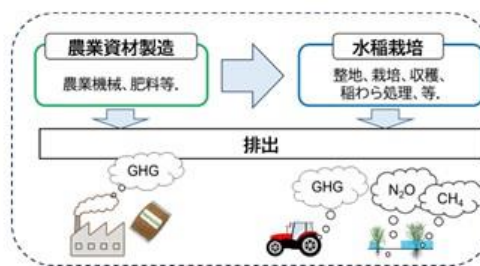 農業資材製造
農業機械、肥料等.
水稲栽培
整地、栽培、収穫、
稲わら処理、等.
排出
GHG
GHG
N₂O
CH₄